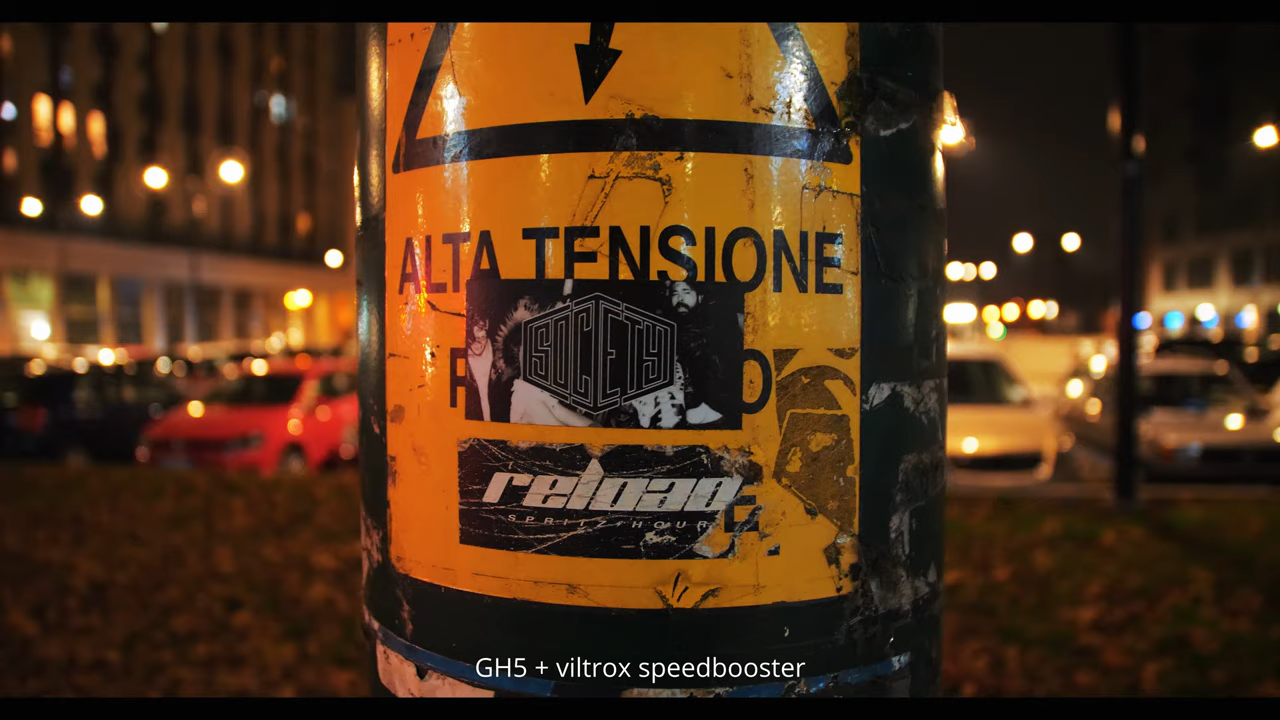 ALTA TENSIONE
SOCIETY
reload
SPRITZ HOUR
E
GH5 + viltrox speedbooster